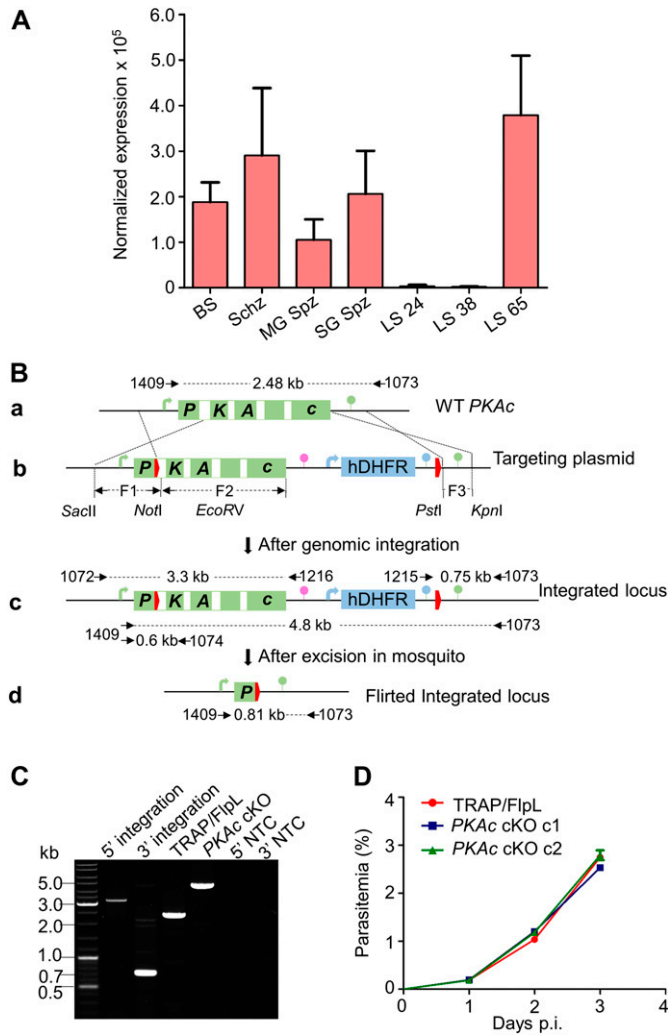 A
Normalized expression x 10⁵
6.0
5.0
4.0
3.0
2.0
1.0
0
BS
Schz
MG Spz
SG Spz
LS 24
LS 38
LS 65
B
1409 2.48 kb 1073
a P K A c WT PKAc
b P K A c hDHFR Targeting plasmid
F1 F2 F3
SacII NotI EcoRV PstI KpnI
After genomic integration
1072 3.3 kb 1216 1215 0.75 kb 1073
c P K A c hDHFR Integrated locus
4.8 kb
1409 1073
0.6 kb 1074
After excision in mosquito
d P Flirted Integrated locus
1409 0.81 kb 1073
C
kb
5' integration
3' integration
TRAP/FlpL
PKAc cKO
5' NTC
3' NTC
5.0
3.0
2.0
1.0
0.7
0.5
D
TRAP/FlpL
PKAc cKO c1
PKAc cKO c2
Parasitemia (%)
4
3
2
1
0
0 1 2 3 4
Days p.i.